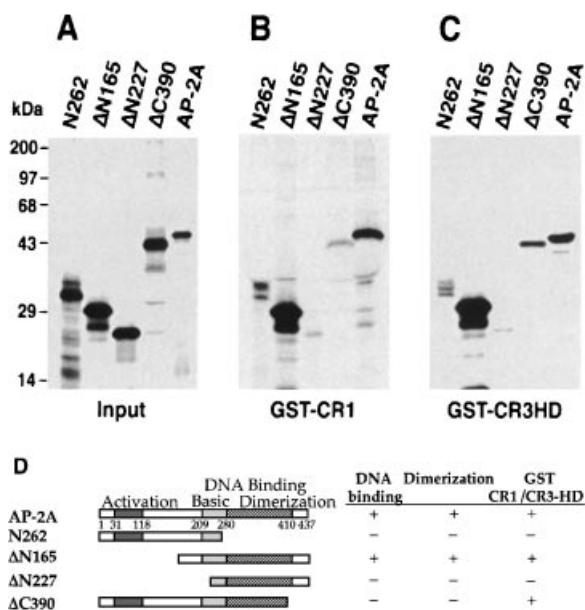 A B C
N262 ΔN165 ΔN227 ΔC390 AP-2A
N262 ΔN165 ΔN227 ΔC390 AP-2A
N262 ΔN165 ΔN227 ΔC390 AP-2A
kDa
200
97
68
43
29
14
Input GST-CR1 GST-CR3HD
D
DNA Binding
Activation Basic Dimerization
DNA binding Dimerization GST CR1/CR3-HD
AP-2A + + +
1 31 118 209 280 410 437
N262 – – –
ΔN165 + + +
ΔN227 – – –
ΔC390 – – +